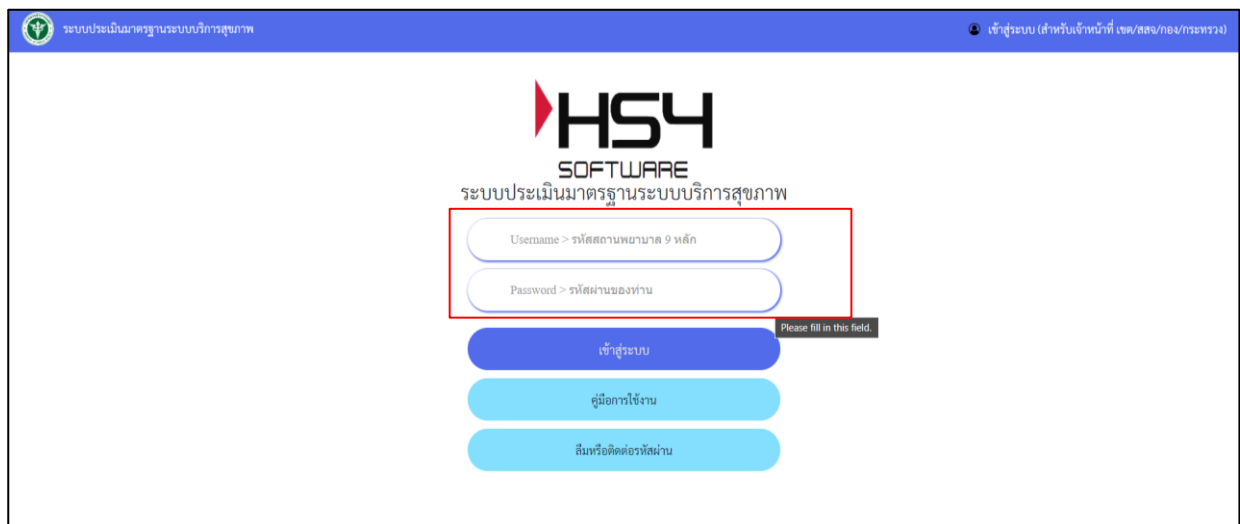 ระบบประเมินมาตรฐานระบบบริการสุขภาพ
เข้าสู่ระบบ (สำหรับเจ้าหน้าที่ เขต/สสจ/กอง/กระทรวง)
HS4
SOFTWARE
ระบบประเมินมาตรฐานระบบบริการสุขภาพ
Username > รหัสสถานพยาบาล 9 หลัก
Password > รหัสผ่านของท่าน
Please fill in this field.
เข้าสู่ระบบ
คู่มือการใช้งาน
ลืมหรือติดต่อรหัสผ่าน